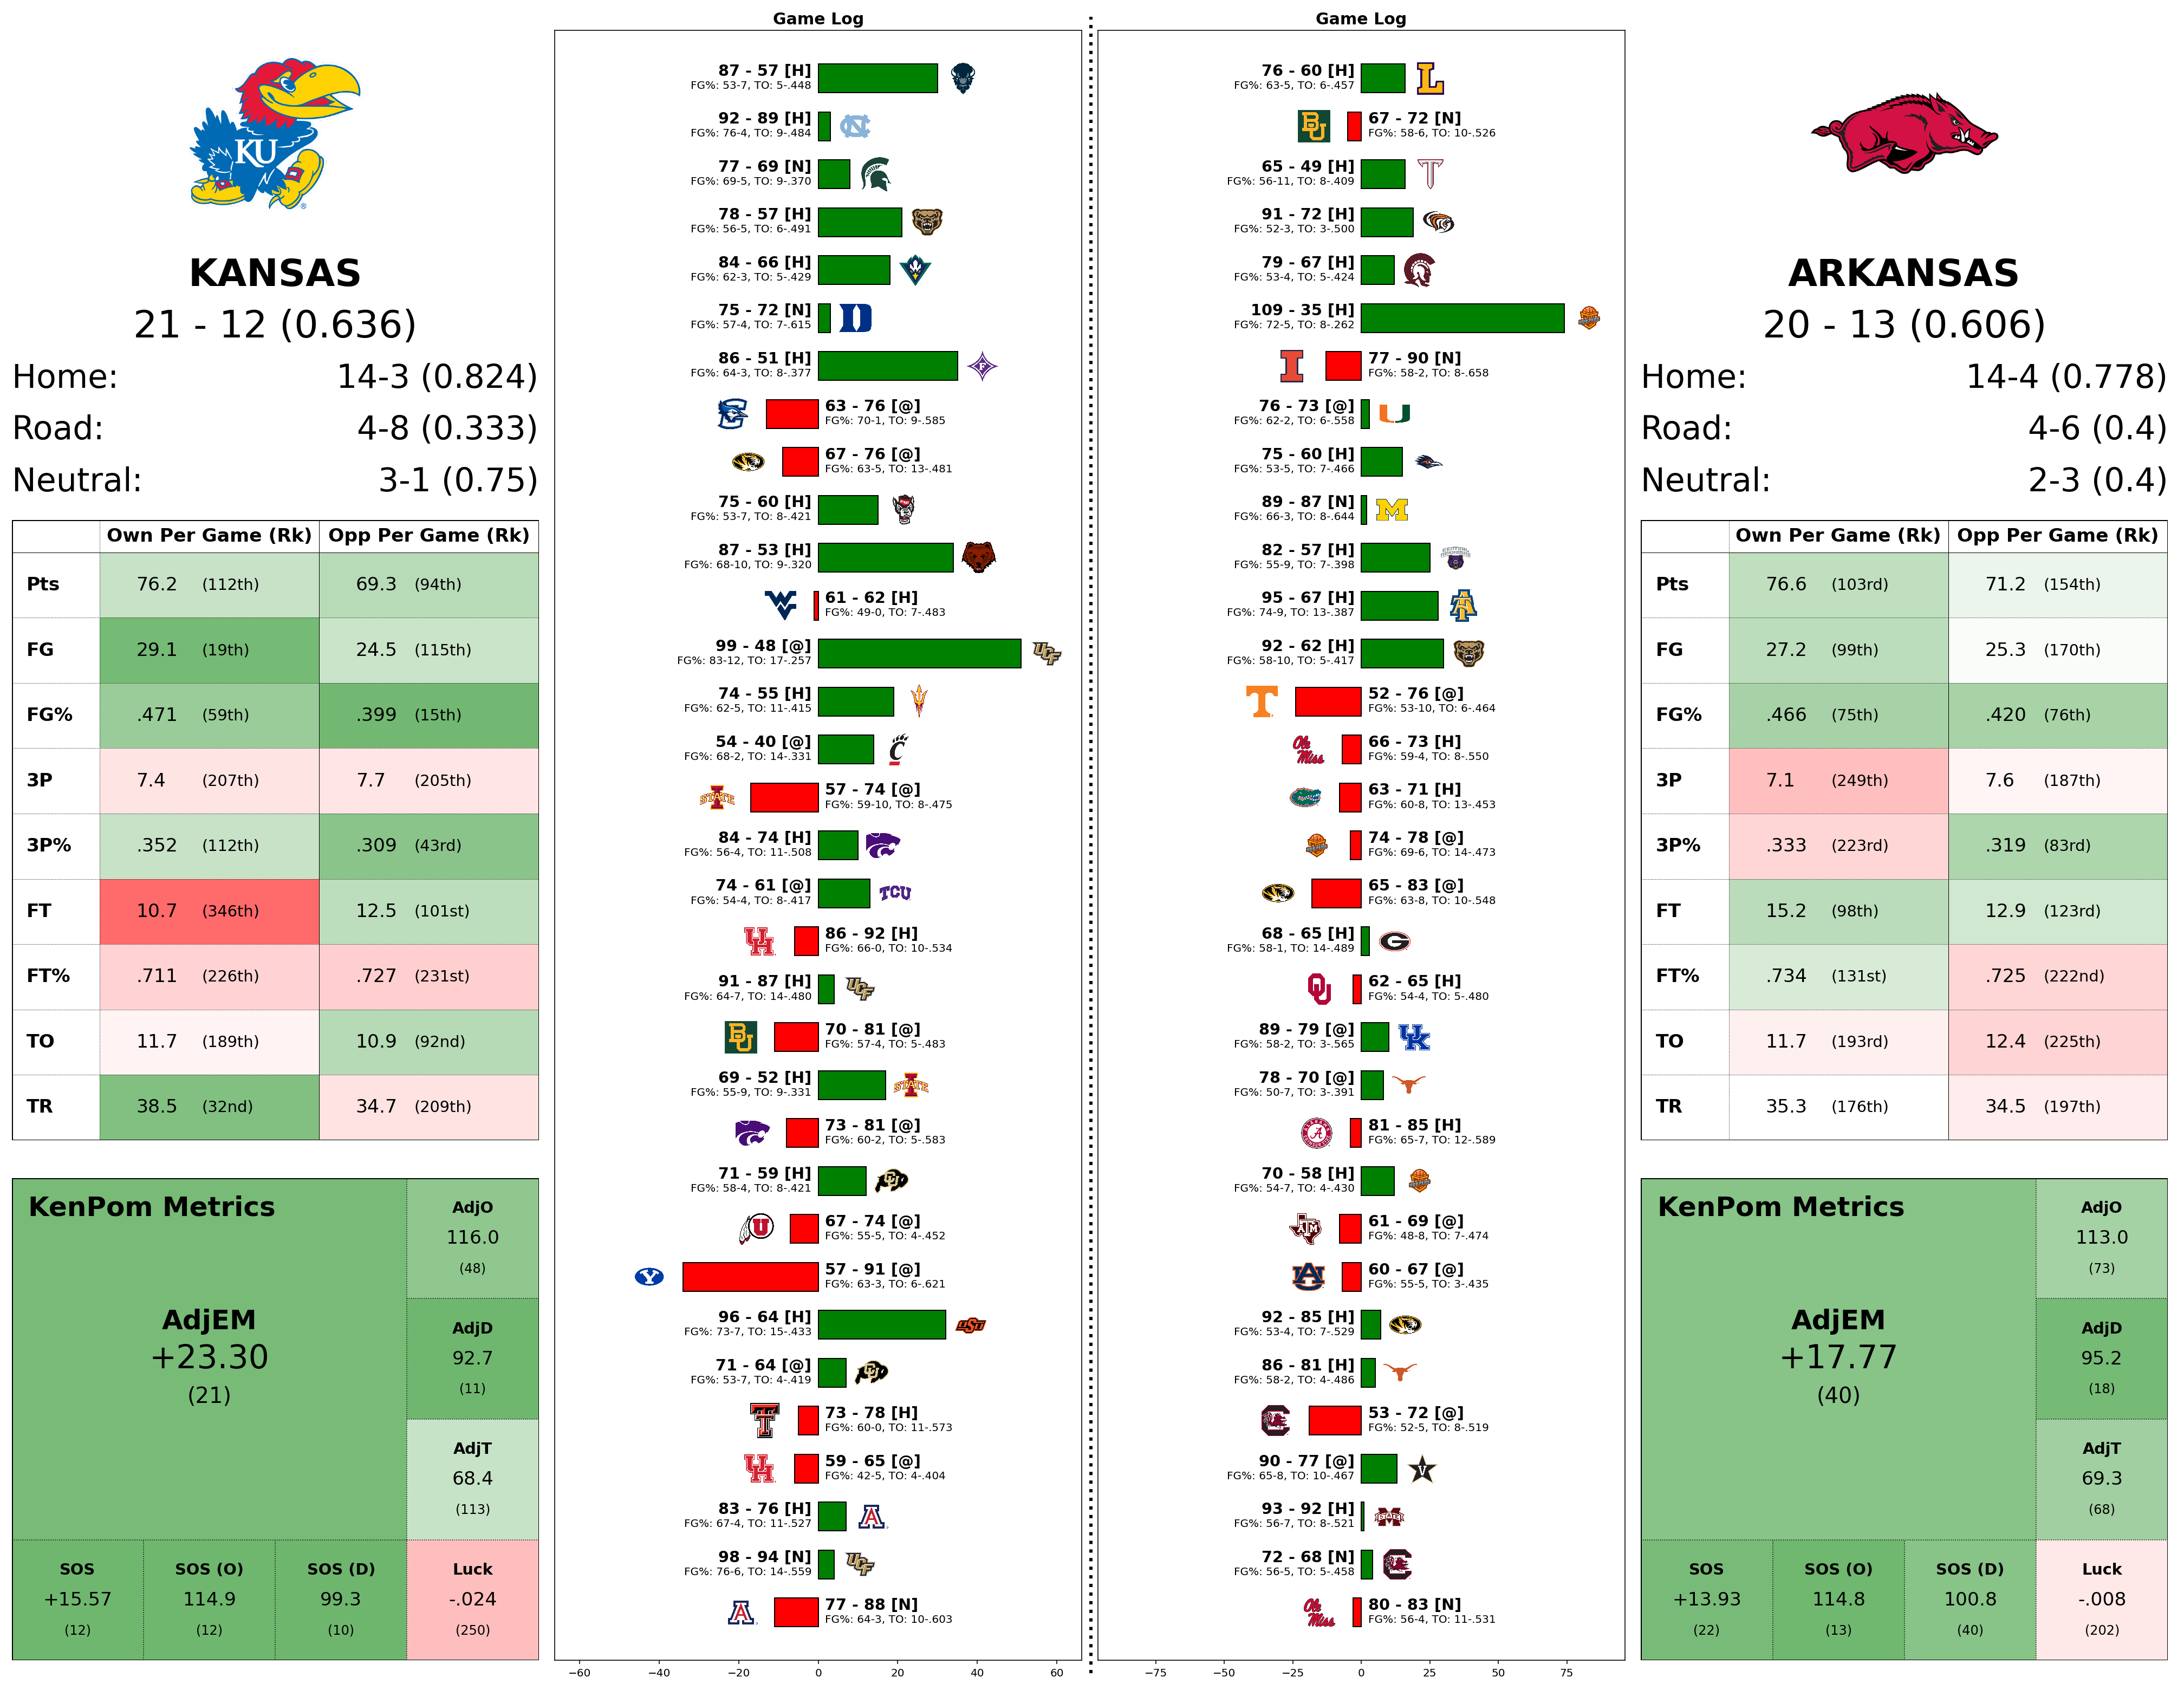 KANSAS
21 - 12 (0.636)
Home: 14-3 (0.824)
Road: 4-8 (0.333)
Neutral: 3-1 (0.75)
Own Per Game (Rk) Opp Per Game (Rk)
Pts 76.2 (112th) 69.3 (94th)
FG 29.1 (19th) 24.5 (115th)
FG% .471 (59th) .399 (15th)
3P 7.4 (207th) 7.7 (205th)
3P% .352 (112th) .309 (43rd)
FT 10.7 (346th) 12.5 (101st)
FT% .711 (226th) .727 (231st)
TO 11.7 (189th) 10.9 (92nd)
TR 38.5 (32nd) 34.7 (209th)
KenPom Metrics
AdjEM
+23.30
(21)
AdjO
116.0
(48)
AdjD
92.7
(11)
AdjT
68.4
(113)
SOS
+15.57
(12)
SOS (O)
114.9
(12)
SOS (D)
99.3
(10)
Luck
-.024
(250)
Game Log
87 - 57 [H]
FG%: 53-7, TO: 5-.448
92 - 89 [H]
FG%: 76-4, TO: 9-.484
77 - 69 [N]
FG%: 69-5, TO: 9-.370
78 - 57 [H]
FG%: 56-5, TO: 6-.491
84 - 66 [H]
FG%: 62-3, TO: 5-.429
75 - 72 [N]
FG%: 57-4, TO: 7-.615
86 - 51 [H]
FG%: 64-3, TO: 8-.377
63 - 76 [@]
FG%: 70-1, TO: 9-.585
67 - 76 [@]
FG%: 63-5, TO: 13-.481
75 - 60 [H]
FG%: 53-7, TO: 8-.421
87 - 53 [H]
FG%: 68-10, TO: 9-.320
61 - 62 [H]
FG%: 49-0, TO: 7-.483
99 - 48 [@]
FG%: 83-12, TO: 17-.257
74 - 55 [H]
FG%: 62-5, TO: 11-.415
54 - 40 [@]
FG%: 68-2, TO: 14-.331
57 - 74 [@]
FG%: 59-10, TO: 8-.475
84 - 74 [H]
FG%: 56-4, TO: 11-.508
74 - 61 [@]
FG%: 54-4, TO: 8-.417
86 - 92 [H]
FG%: 66-0, TO: 10-.534
91 - 87 [H]
FG%: 64-7, TO: 14-.480
70 - 81 [@]
FG%: 57-4, TO: 5-.483
69 - 52 [H]
FG%: 55-9, TO: 9-.331
73 - 81 [@]
FG%: 60-2, TO: 5-.583
71 - 59 [H]
FG%: 58-4, TO: 8-.421
67 - 74 [@]
FG%: 55-5, TO: 4-.452
57 - 91 [@]
FG%: 63-3, TO: 6-.621
96 - 64 [H]
FG%: 73-7, TO: 15-.433
71 - 64 [@]
FG%: 53-7, TO: 4-.419
73 - 78 [H]
FG%: 60-0, TO: 11-.573
59 - 65 [@]
FG%: 42-5, TO: 4-.404
83 - 76 [H]
FG%: 67-4, TO: 11-.527
98 - 94 [N]
FG%: 76-6, TO: 14-.559
77 - 88 [N]
FG%: 64-3, TO: 10-.603
−60 −40 −20 0 20 40 60
Game Log
76 - 60 [H]
FG%: 63-5, TO: 6-.457
67 - 72 [N]
FG%: 58-6, TO: 10-.526
65 - 49 [H]
FG%: 56-11, TO: 8-.409
91 - 72 [H]
FG%: 52-3, TO: 3-.500
79 - 67 [H]
FG%: 53-4, TO: 5-.424
109 - 35 [H]
FG%: 72-5, TO: 8-.262
77 - 90 [N]
FG%: 58-2, TO: 8-.658
76 - 73 [@]
FG%: 62-2, TO: 6-.558
75 - 60 [H]
FG%: 53-5, TO: 7-.466
89 - 87 [N]
FG%: 66-3, TO: 8-.644
82 - 57 [H]
FG%: 55-9, TO: 7-.398
95 - 67 [H]
FG%: 74-9, TO: 13-.387
92 - 62 [H]
FG%: 58-10, TO: 5-.417
52 - 76 [@]
FG%: 53-10, TO: 6-.464
66 - 73 [H]
FG%: 59-4, TO: 8-.550
63 - 71 [H]
FG%: 60-8, TO: 13-.453
74 - 78 [@]
FG%: 69-6, TO: 14-.473
65 - 83 [@]
FG%: 63-8, TO: 10-.548
68 - 65 [H]
FG%: 58-1, TO: 14-.489
62 - 65 [H]
FG%: 54-4, TO: 5-.480
89 - 79 [@]
FG%: 58-2, TO: 3-.565
78 - 70 [@]
FG%: 50-7, TO: 3-.391
81 - 85 [H]
FG%: 65-7, TO: 12-.589
70 - 58 [H]
FG%: 54-7, TO: 4-.430
61 - 69 [@]
FG%: 48-8, TO: 7-.474
60 - 67 [@]
FG%: 55-5, TO: 3-.435
92 - 85 [H]
FG%: 53-4, TO: 7-.529
86 - 81 [H]
FG%: 58-2, TO: 4-.486
53 - 72 [@]
FG%: 52-5, TO: 8-.519
90 - 77 [@]
FG%: 65-8, TO: 10-.467
93 - 92 [H]
FG%: 56-7, TO: 8-.521
72 - 68 [N]
FG%: 56-5, TO: 5-.458
80 - 83 [N]
FG%: 56-4, TO: 11-.531
−75 −50 −25 0 25 50 75
ARKANSAS
20 - 13 (0.606)
Home: 14-4 (0.778)
Road: 4-6 (0.4)
Neutral: 2-3 (0.4)
Own Per Game (Rk) Opp Per Game (Rk)
Pts 76.6 (103rd) 71.2 (154th)
FG 27.2 (99th) 25.3 (170th)
FG% .466 (75th) .420 (76th)
3P 7.1 (249th) 7.6 (187th)
3P% .333 (223rd) .319 (83rd)
FT 15.2 (98th) 12.9 (123rd)
FT% .734 (131st) .725 (222nd)
TO 11.7 (193rd) 12.4 (225th)
TR 35.3 (176th) 34.5 (197th)
KenPom Metrics
AdjEM
+17.77
(40)
AdjO
113.0
(73)
AdjD
95.2
(18)
AdjT
69.3
(68)
SOS
+13.93
(22)
SOS (O)
114.8
(13)
SOS (D)
100.8
(40)
Luck
-.008
(202)